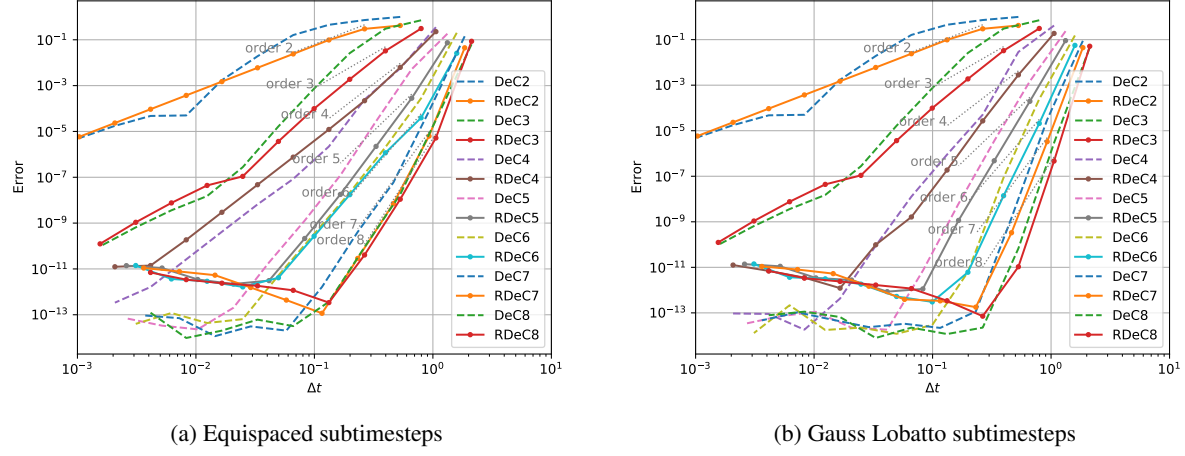 10^{-1}
10^{-3}
10^{-5}
10^{-7}
10^{-9}
10^{-11}
10^{-13}
Error
order 2
order 3
order 4
order 5
order 6
order 7
order 8
DeC2
RDeC2
DeC3
RDeC3
DeC4
RDeC4
DeC5
RDeC5
DeC6
RDeC6
DeC7
RDeC7
DeC8
RDeC8
10^{-3}
10^{-2}
10^{-1}
10^{0}
10^{1}
Δt
(a) Equispaced subtimesteps
10^{-1}
10^{-3}
10^{-5}
10^{-7}
10^{-9}
10^{-11}
10^{-13}
Error
order 2
order 3
order 4
order 5
order 6
order 7
order 8
DeC2
RDeC2
DeC3
RDeC3
DeC4
RDeC4
DeC5
RDeC5
DeC6
RDeC6
DeC7
RDeC7
DeC8
RDeC8
10^{-3}
10^{-2}
10^{-1}
10^{0}
10^{1}
Δt
(b) Gauss Lobatto subtimesteps